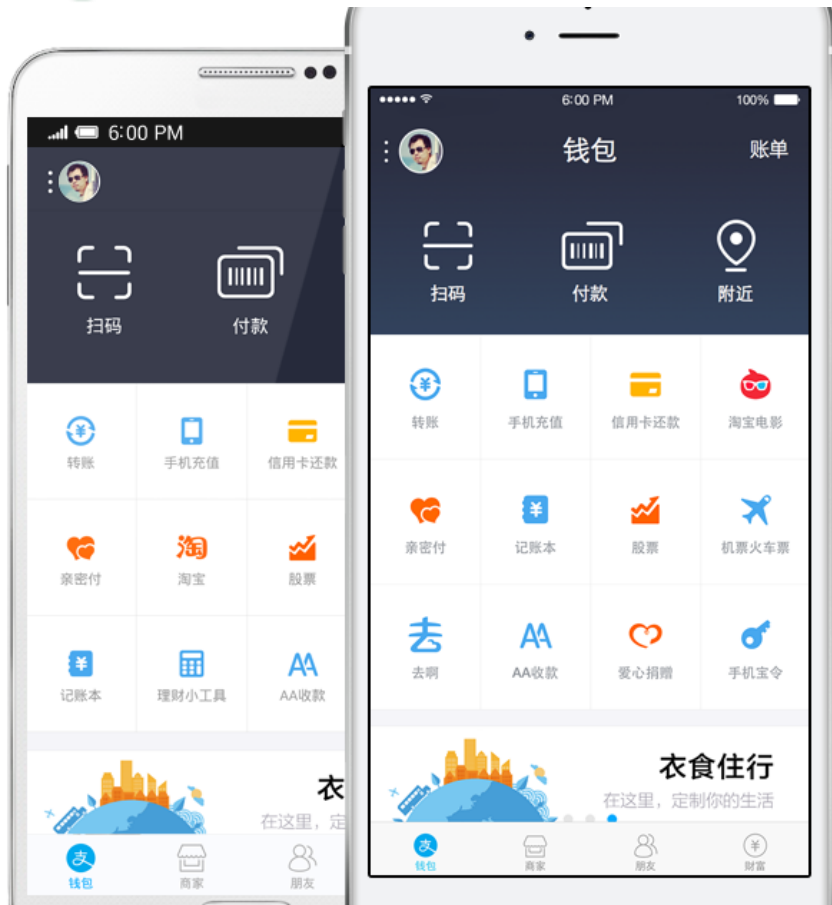 6:00 PM
扫码
付款
转账
手机充值
信用卡还款
亲密付
淘
淘宝
股票
¥
记账本
理财小工具
AA
AA收款
衣
在这里，定
支
钱包
商家
朋友
6:00 PM
100%
钱包
账单
扫码
付款
附近
¥
转账
手机充值
信用卡还款
淘宝电影
亲密付
¥
记账本
股票
机票火车票
去
去啊
AA
AA收款
爱心捐赠
手机宝令
衣食住行
在这里，定制你的生活
支
钱包
商家
朋友
¥
财富